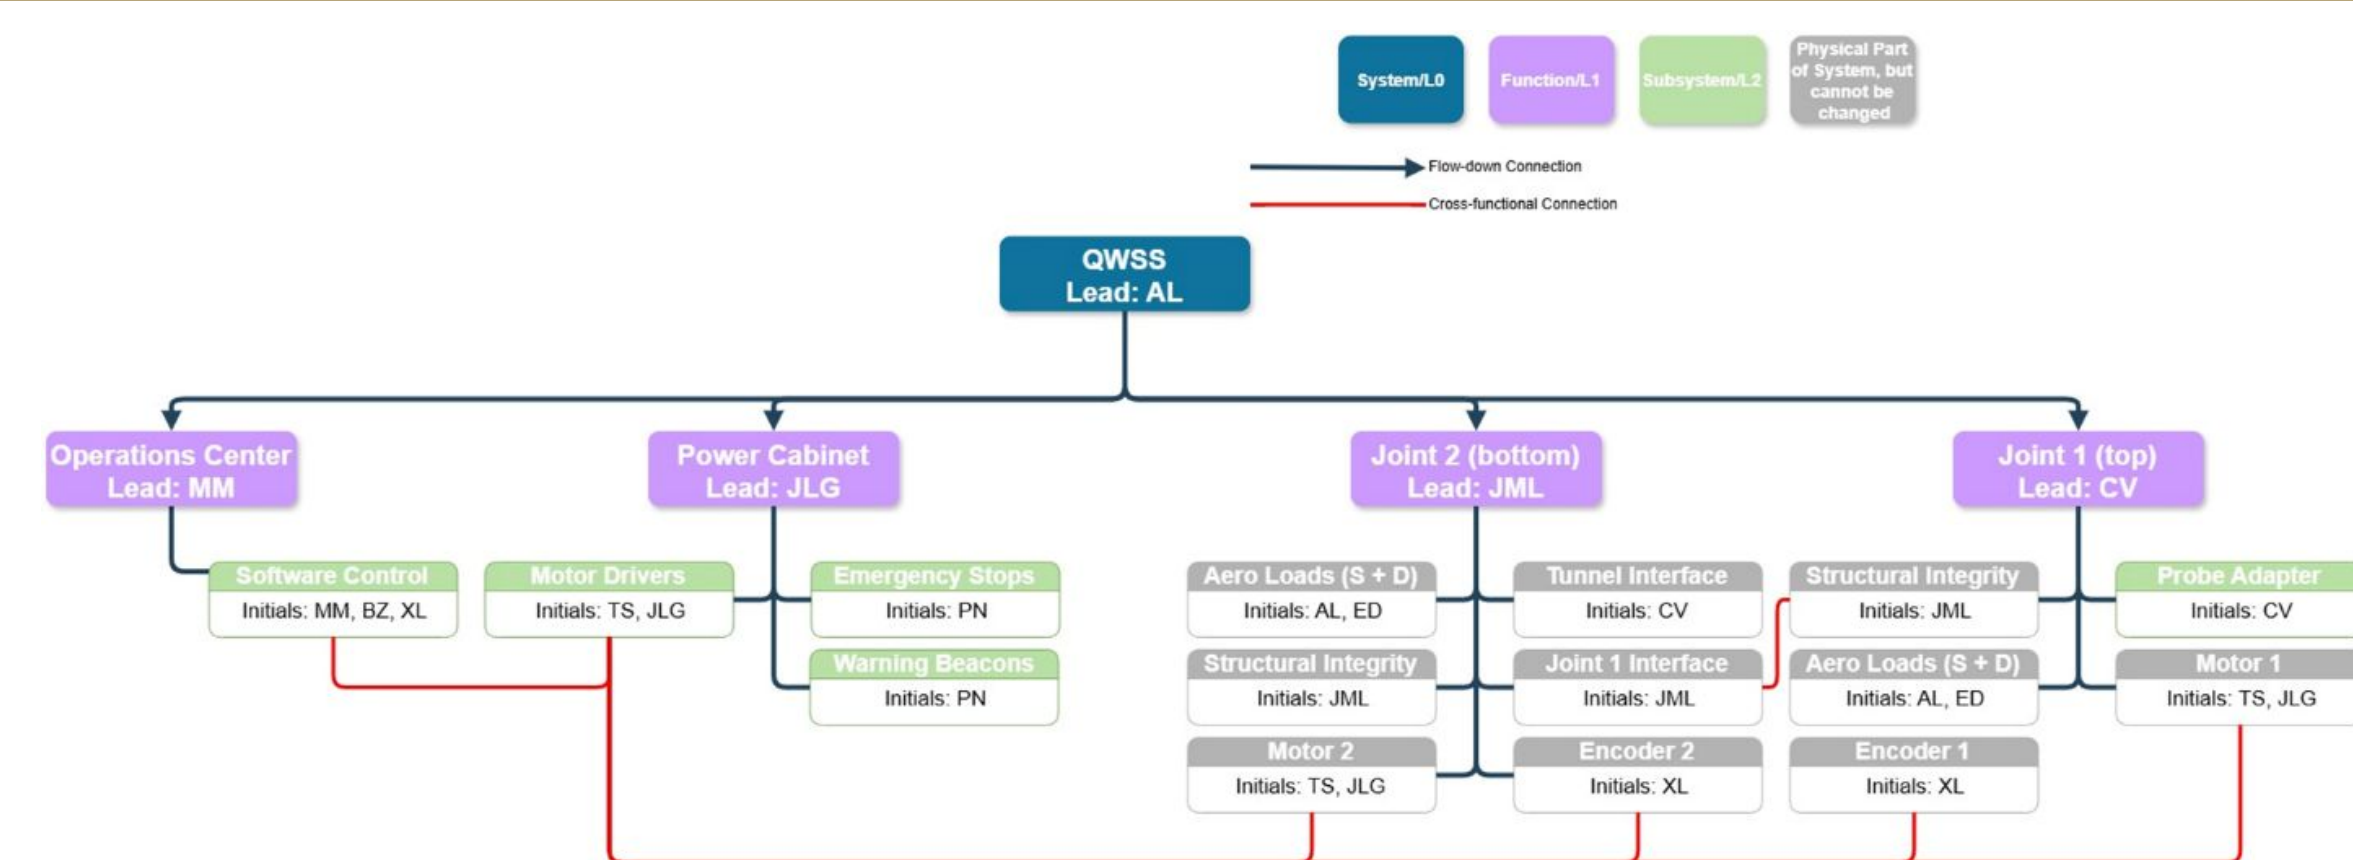 System/L0
Function/L1
Subsystem/L2
Physical Part
of System, but
cannot be
changed
Flow-down Connection
Cross-functional Connection
QWSS
Lead: AL
Operations Center
Lead: MM
Power Cabinet
Lead: JLG
Joint 2 (bottom)
Lead: JML
Joint 1 (top)
Lead: CV
Software Control
Initials: MM, BZ, XL
Motor Drivers
Initials: TS, JLG
Emergency Stops
Initials: PN
Warning Beacons
Initials: PN
Aero Loads (S + D)
Initials: AL, ED
Tunnel Interface
Initials: CV
Structural Integrity
Initials: JML
Joint 1 Interface
Initials: JML
Motor 2
Initials: TS, JLG
Encoder 2
Initials: XL
Structural Integrity
Initials: JML
Probe Adapter
Initials: CV
Aero Loads (S + D)
Initials: AL, ED
Motor 1
Initials: TS, JLG
Encoder 1
Initials: XL